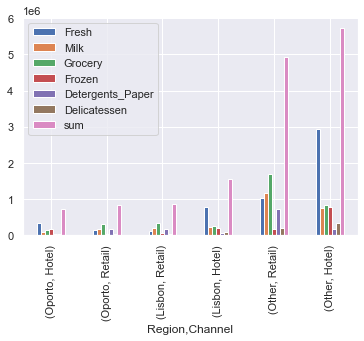 1e6
6
5
4
3
2
1
0
Fresh
Milk
Grocery
Frozen
Detergents_Paper
Delicatessen
sum
(Oporto, Hotel)
(Oporto, Retail)
(Lisbon, Retail)
(Lisbon, Hotel)
(Other, Retail)
(Other, Hotel)
Region,Channel